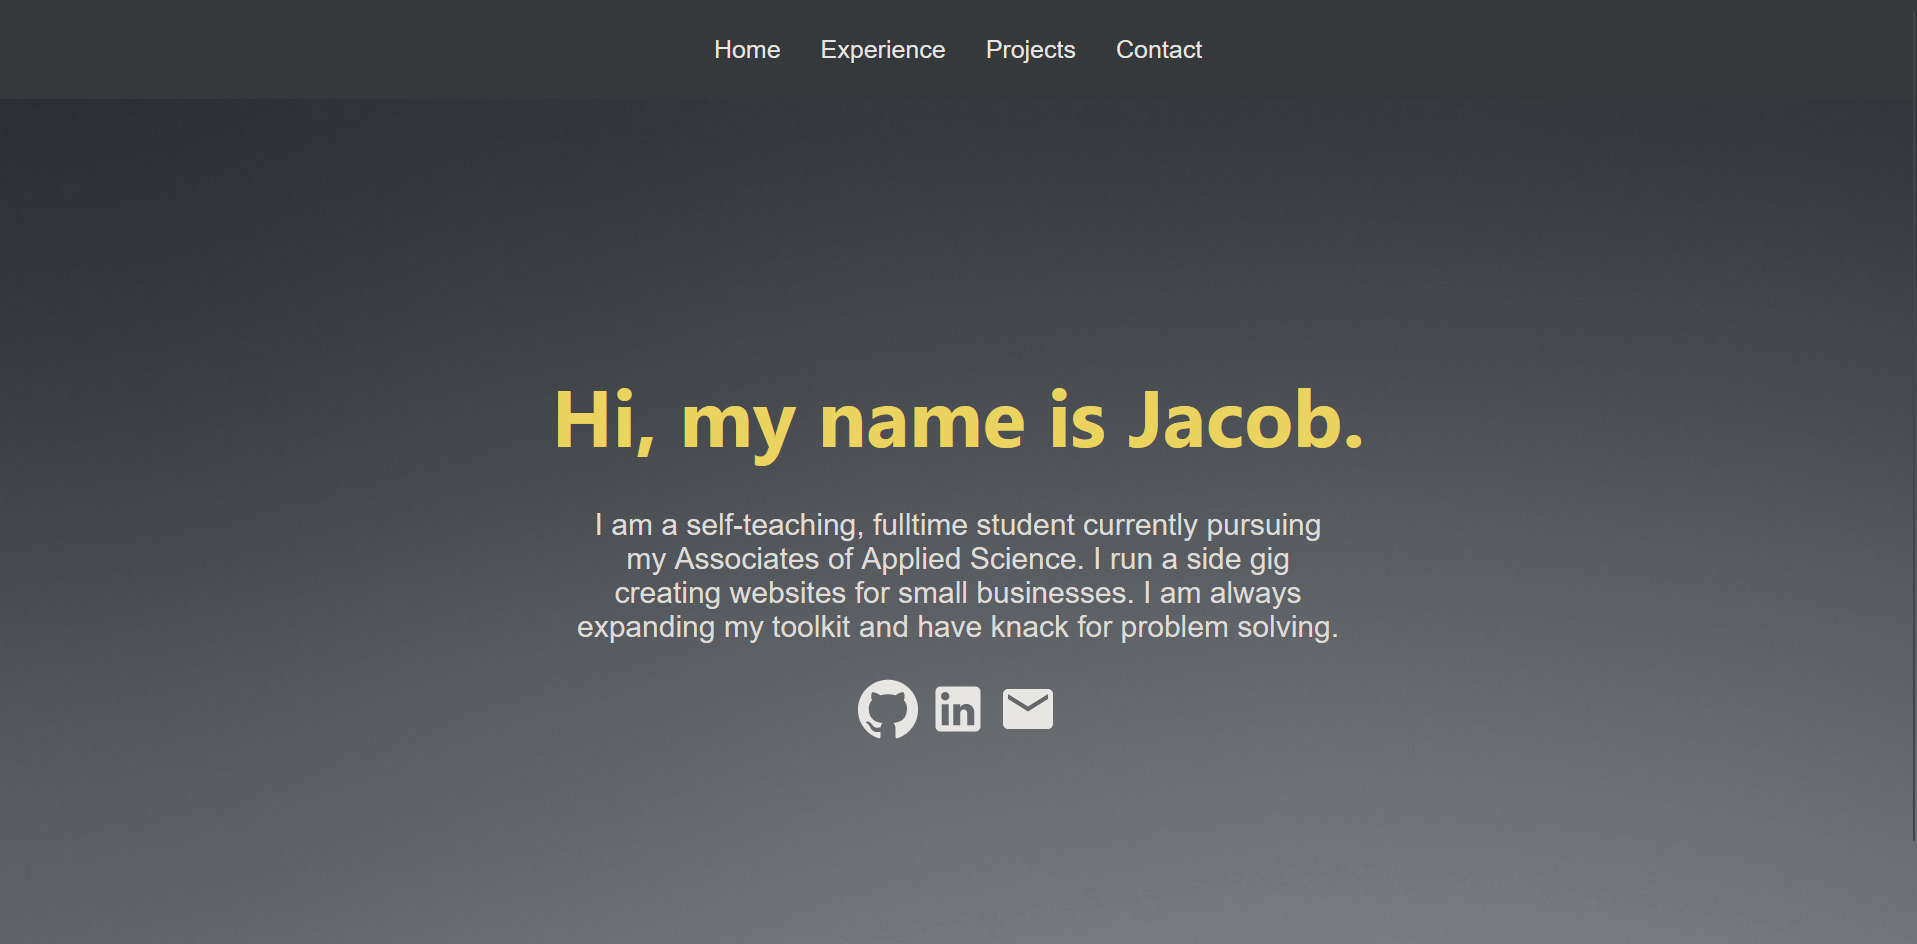 Home Experience Projects Contact
Hi, my name is Jacob.
I am a self-teaching, fulltime student currently pursuing
my Associates of Applied Science. I run a side gig
creating websites for small businesses. I am always
expanding my toolkit and have knack for problem solving.
in